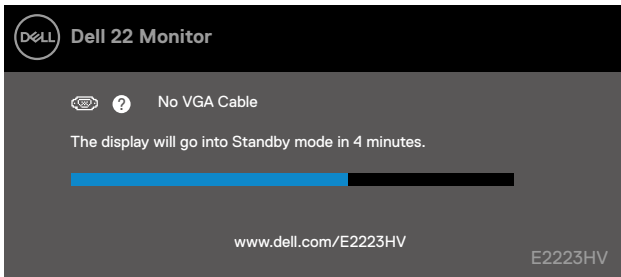 DELL Dell 22 Monitor
? No VGA Cable
The display will go into Standby mode in 4 minutes.
www.dell.com/E2223HV
E2223HV